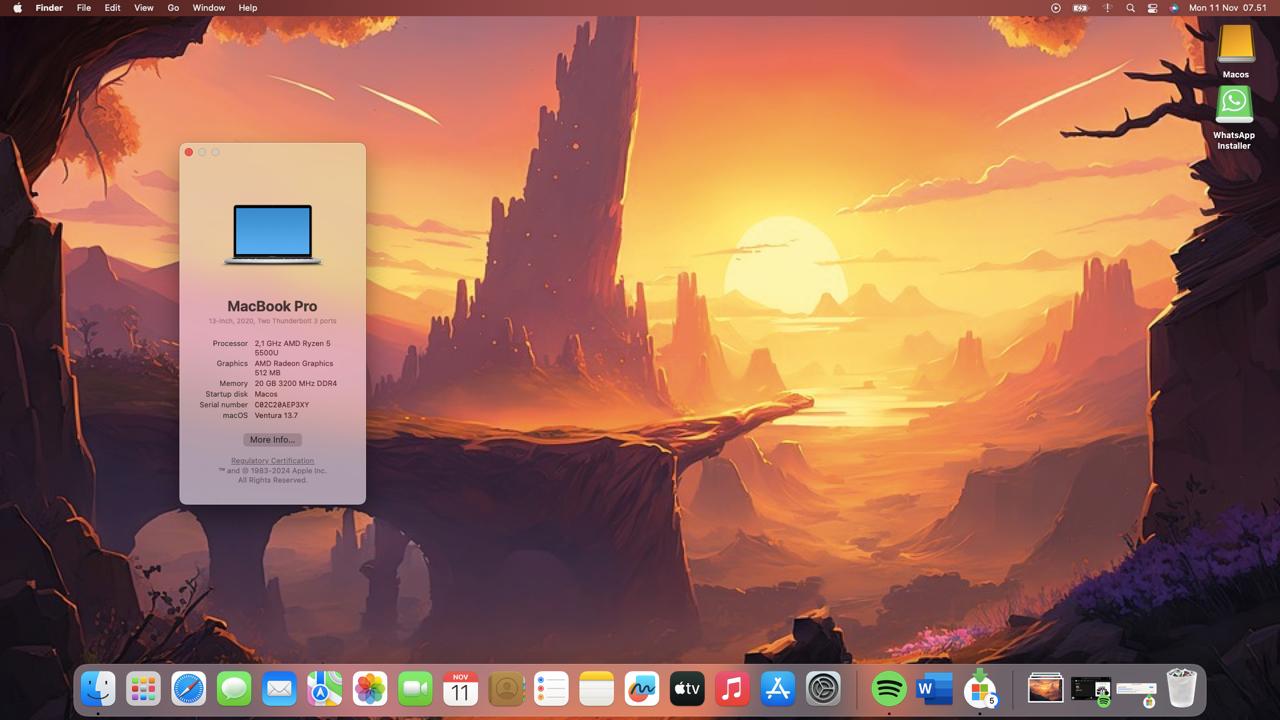 Finder File Edit View Go Window Help Mon 11 Nov 07.51
Macos
WhatsApp
Installer
MacBook Pro
13-inch, 2020, Two Thunderbolt 3 ports
Processor 2,1 GHz AMD Ryzen 5
5500U
Graphics AMD Radeon Graphics
512 MB
Memory 20 GB 3200 MHz DDR4
Startup disk Macos
Serial number C02C20AEP3XY
macOS Ventura 13.7
More Info...
Regulatory Certification
™ and © 1983-2024 Apple Inc.
All Rights Reserved.
NOV
11
tv
W
5